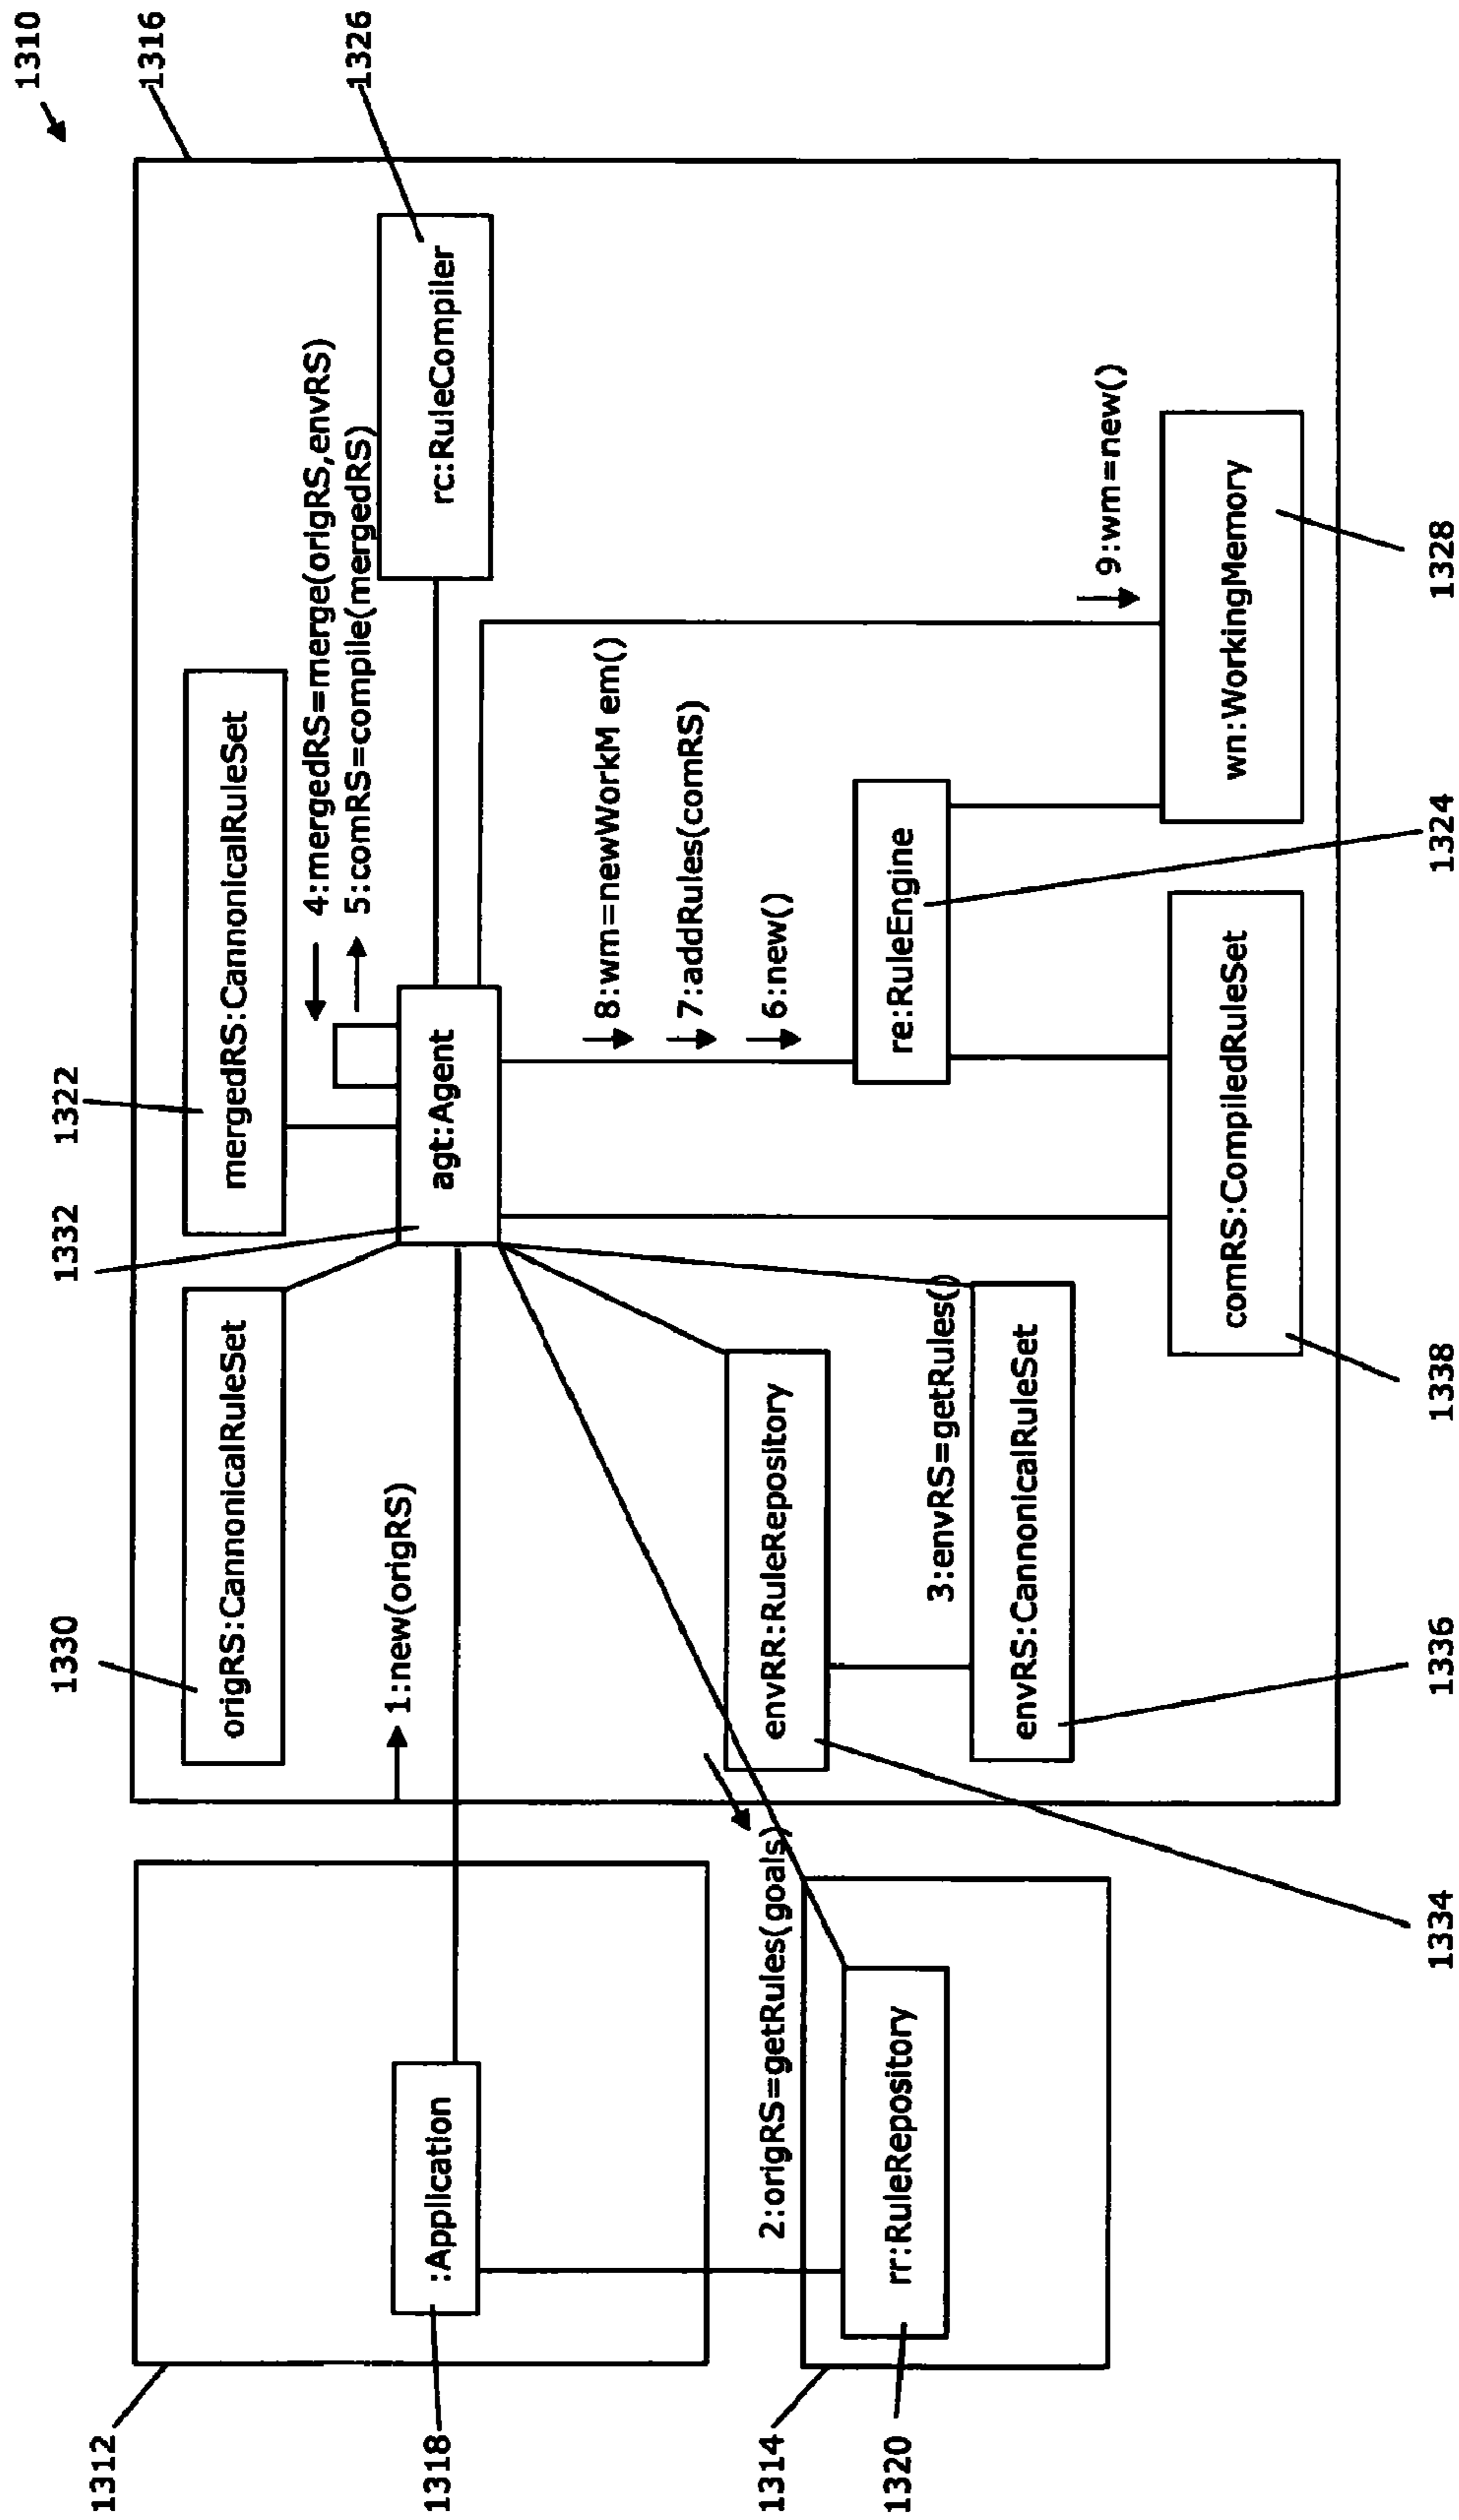 1310
1316
1326
1322
1332
1330
1312
mergedRS:CannonicalRuleSet
origRS:CannonicalRuleSet
4:mergedRS=merge(origRS,envRS)
5:comRS=compile(mergedRS)
rc:RuleCompiler
1:new(origRS)
agt:Agent
:Application
1318
8:wm=newWorkM em()
7:addRules(comRS)
6:new()
2:origRS=getRules(goals)
envRR:RuleRepository
1314
re:RuleEngine
rr:RuleRepository
1320
3:envRS=getRules()
envRS:CannonicalRuleSet
9:wm=new()
wn:WorkingMemory
comRS:CompiledRuleSet
1328
1324
1338
1336
1334